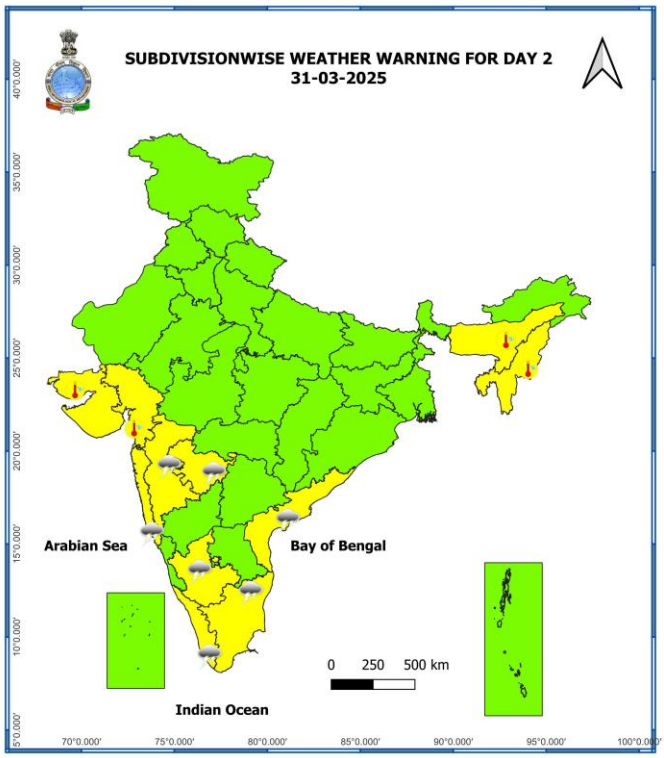 SUBDIVISIONWISE WEATHER WARNING FOR DAY 2
31-03-2025
40°0.000'
35°0.000'
30°0.000'
25°0.000'
20°0.000'
15°0.000'
10°0.000'
5°0.000'
Arabian Sea
Bay of Bengal
0 250 500 km
Indian Ocean
70°0.000' 75°0.000' 80°0.000' 85°0.000' 90°0.000' 95°0.000' 100°0.000'